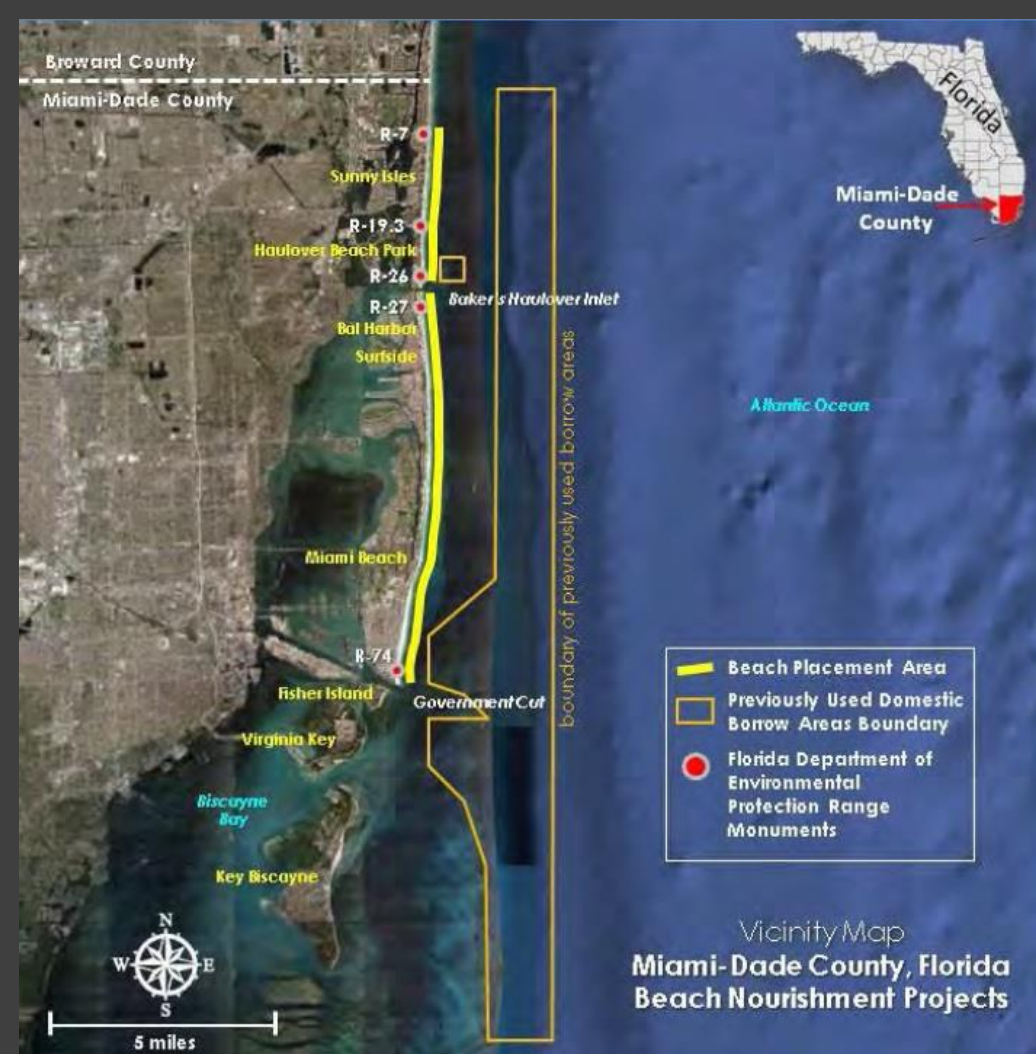 Broward County
Miami-Dade County
Florida
Miami-Dade
County
R-7
Sunny Isles
R-19.3
Haulover Beach Park
R-26
Baker's Haulover Inlet
R-27
Bal Harbor
Surfside
Atlantic Ocean
boundary of previously used borrow areas
Miami Beach
R-74
Fisher Island
Government Cut
Virginia Key
Biscayne
Bay
Key Biscayne
Beach Placement Area
Previously Used Domestic
Borrow Areas Boundary
Florida Department of
Environmental
Protection Range
Monuments
N
W
E
S
5 miles
Vicinity Map
Miami-Dade County, Florida
Beach Nourishment Projects